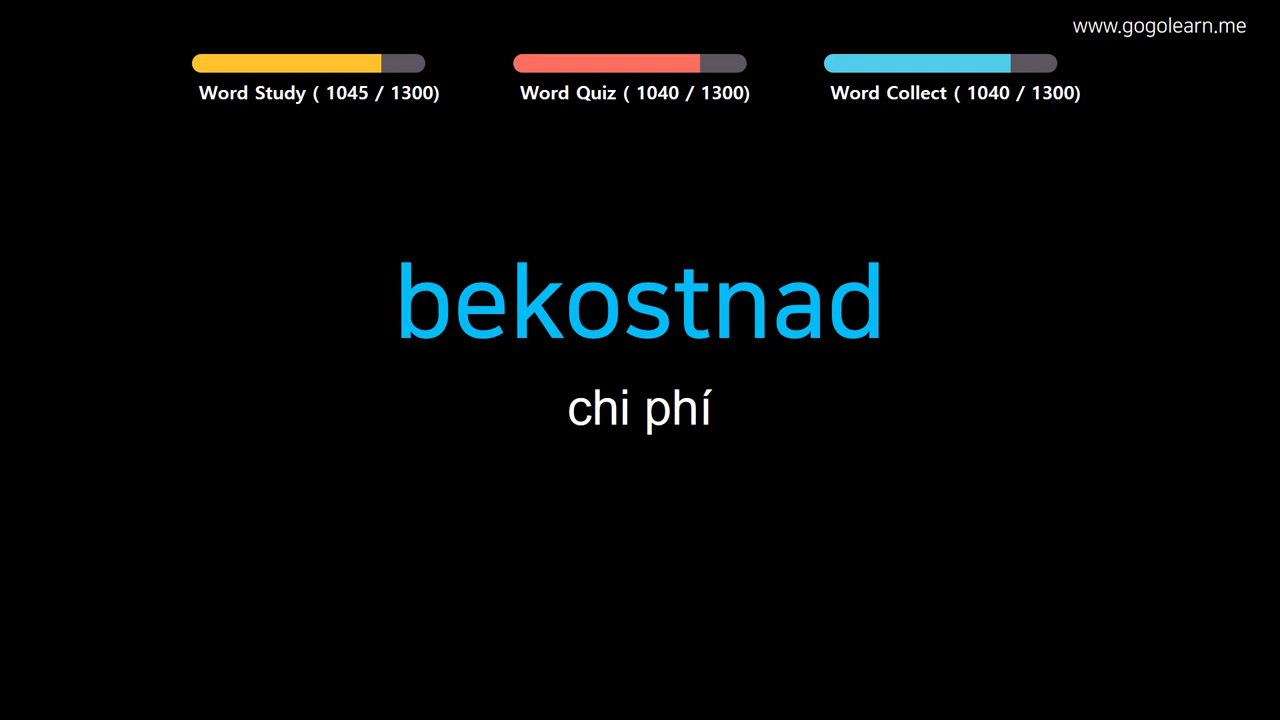 www.gogolearn.me
Word Study ( 1045 / 1300)
Word Quiz ( 1040 / 1300)
Word Collect ( 1040 / 1300)
bekostnad
chi phí